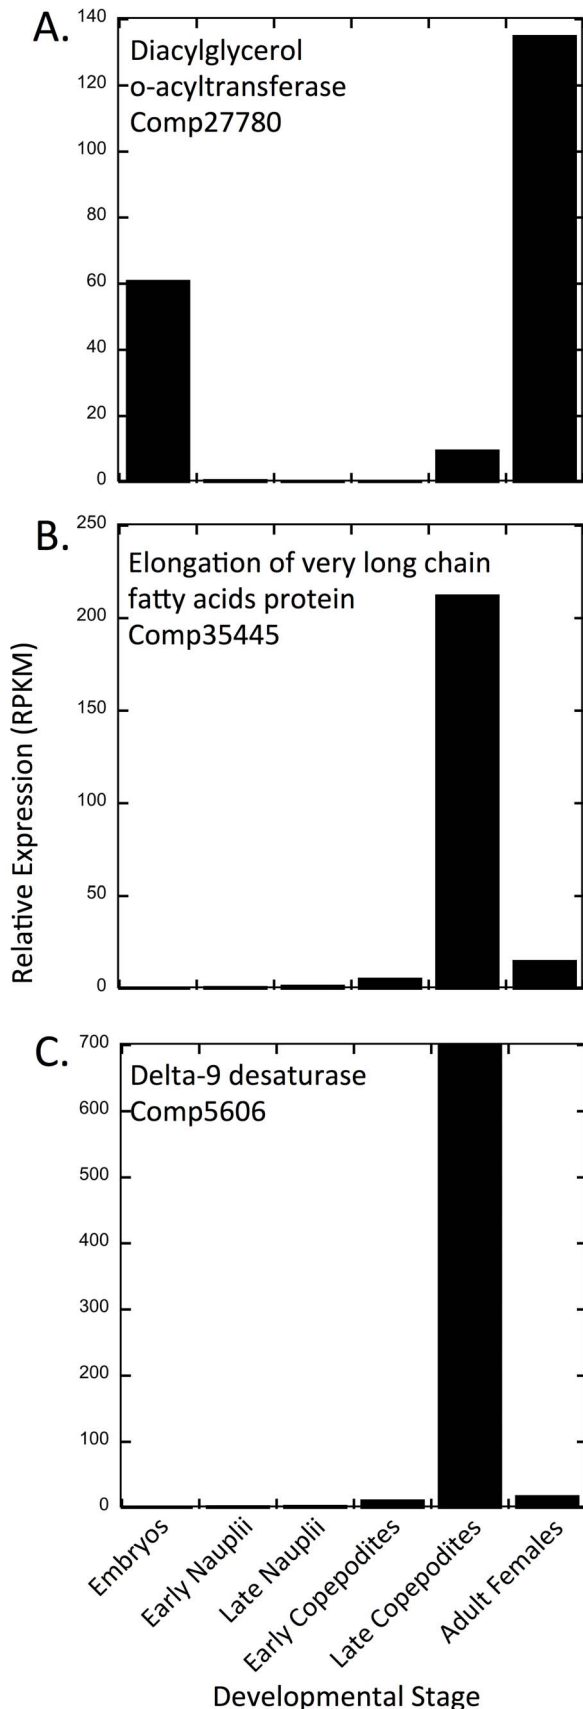 A.
Diacylglycerol
o-acyltransferase
Comp27780
140
120
100
80
60
40
20
0
B.
Elongation of very long chain
fatty acids protein
Comp35445
250
200
150
100
50
0
Relative Expression (RPKM)
C.
Delta-9 desaturase
Comp5606
700
600
500
400
300
200
100
0
Embryos
Early Nauplii
Late Nauplii
Early Copepodites
Late Copepodites
Adult Females
Developmental Stage